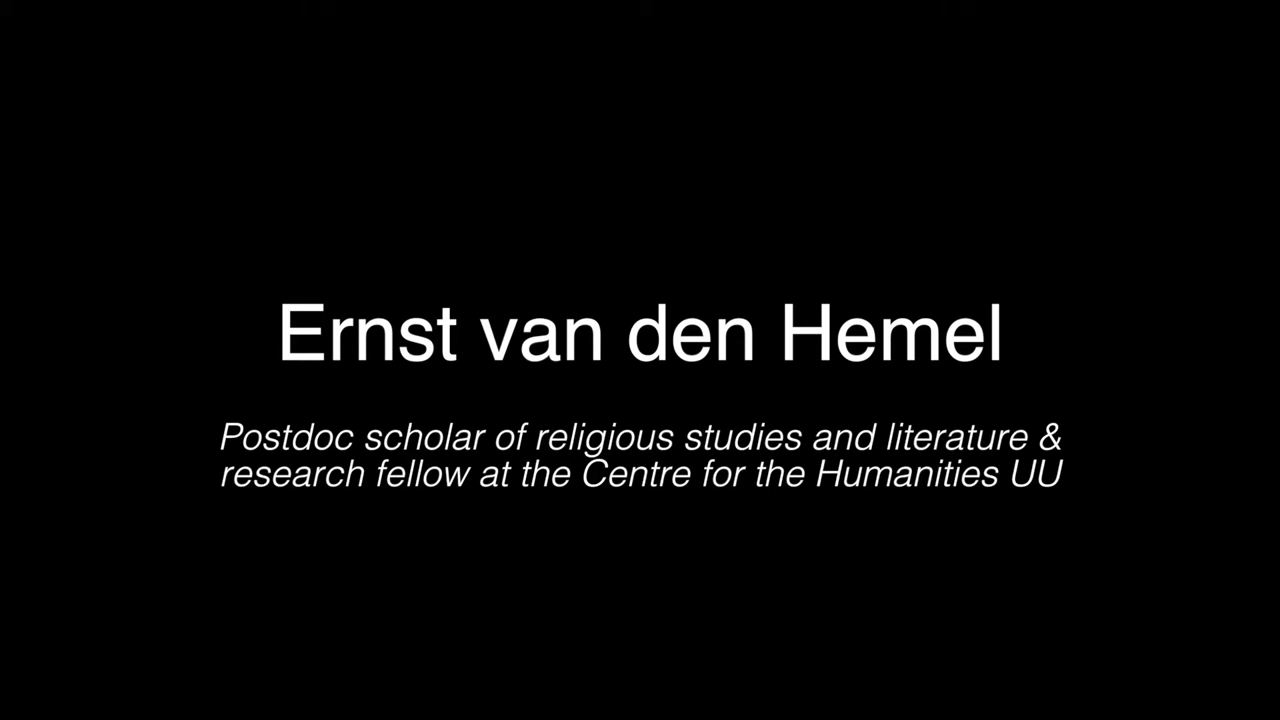 Ernst van den Hemel
Postdoc scholar of religious studies and literature &
research fellow at the Centre for the Humanities UU